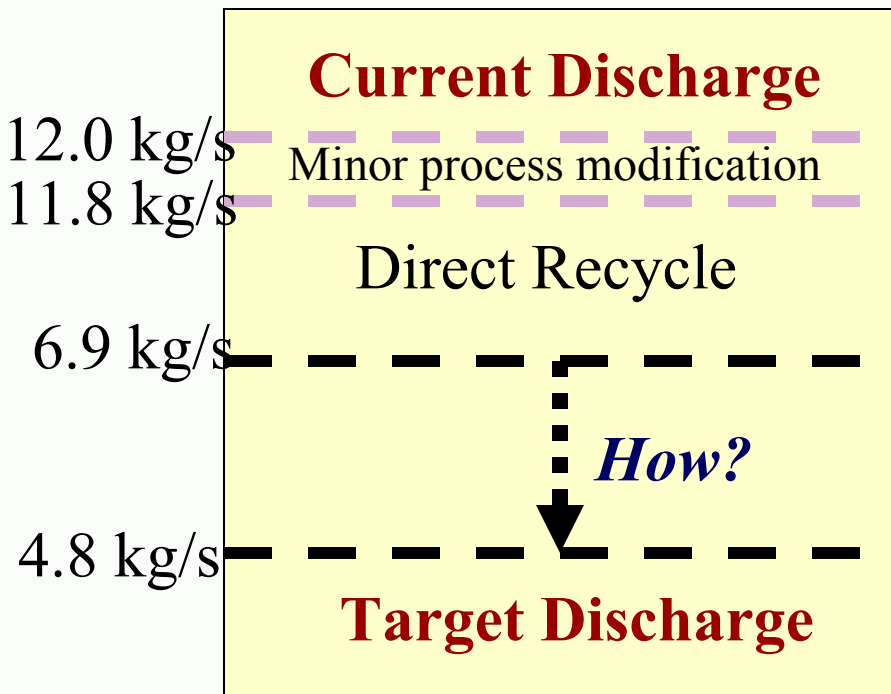 Current Discharge
12.0 kg/s
Minor process modification
11.8 kg/s
Direct Recycle
6.9 kg/s
How?
4.8 kg/s
Target Discharge